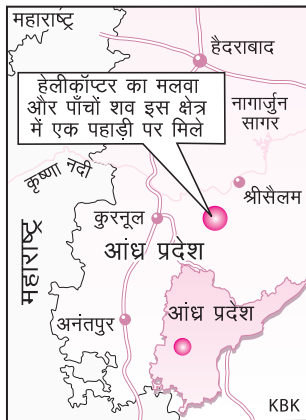 महाराष्ट्र
हैदराबाद
हेलीकॉप्टर का मलवा
और पाँचों शव इस क्षेत्र
में एक पहाड़ी पर मिले
नागार्जुन
सागर
कृष्णा नदी
श्रीसैलम
कुरनूल
आंध्र प्रदेश
महाराष्ट्र
आंध्र प्रदेश
अनंतपुर
KBK